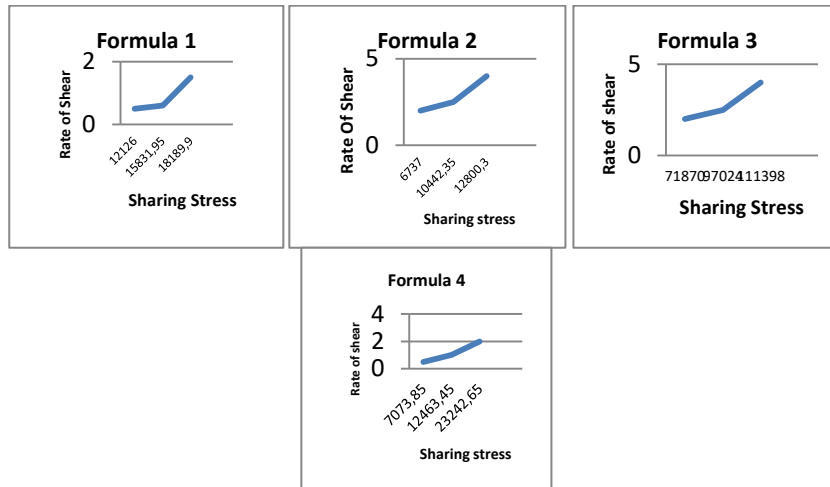 Formula 1
2
0
Rate of Shear
12126
15831,95
18189,9
Sharing Stress
Formula 2
5
0
Rate Of Shear
6737
10442,35
12800,3
Sharing stress
Formula 3
5
0
Rate of shear
71870
97024
111398
Sharing Stress
Formula 4
4
2
0
Rate of shear
7073,85
12463,45
23242,65
Sharing stress